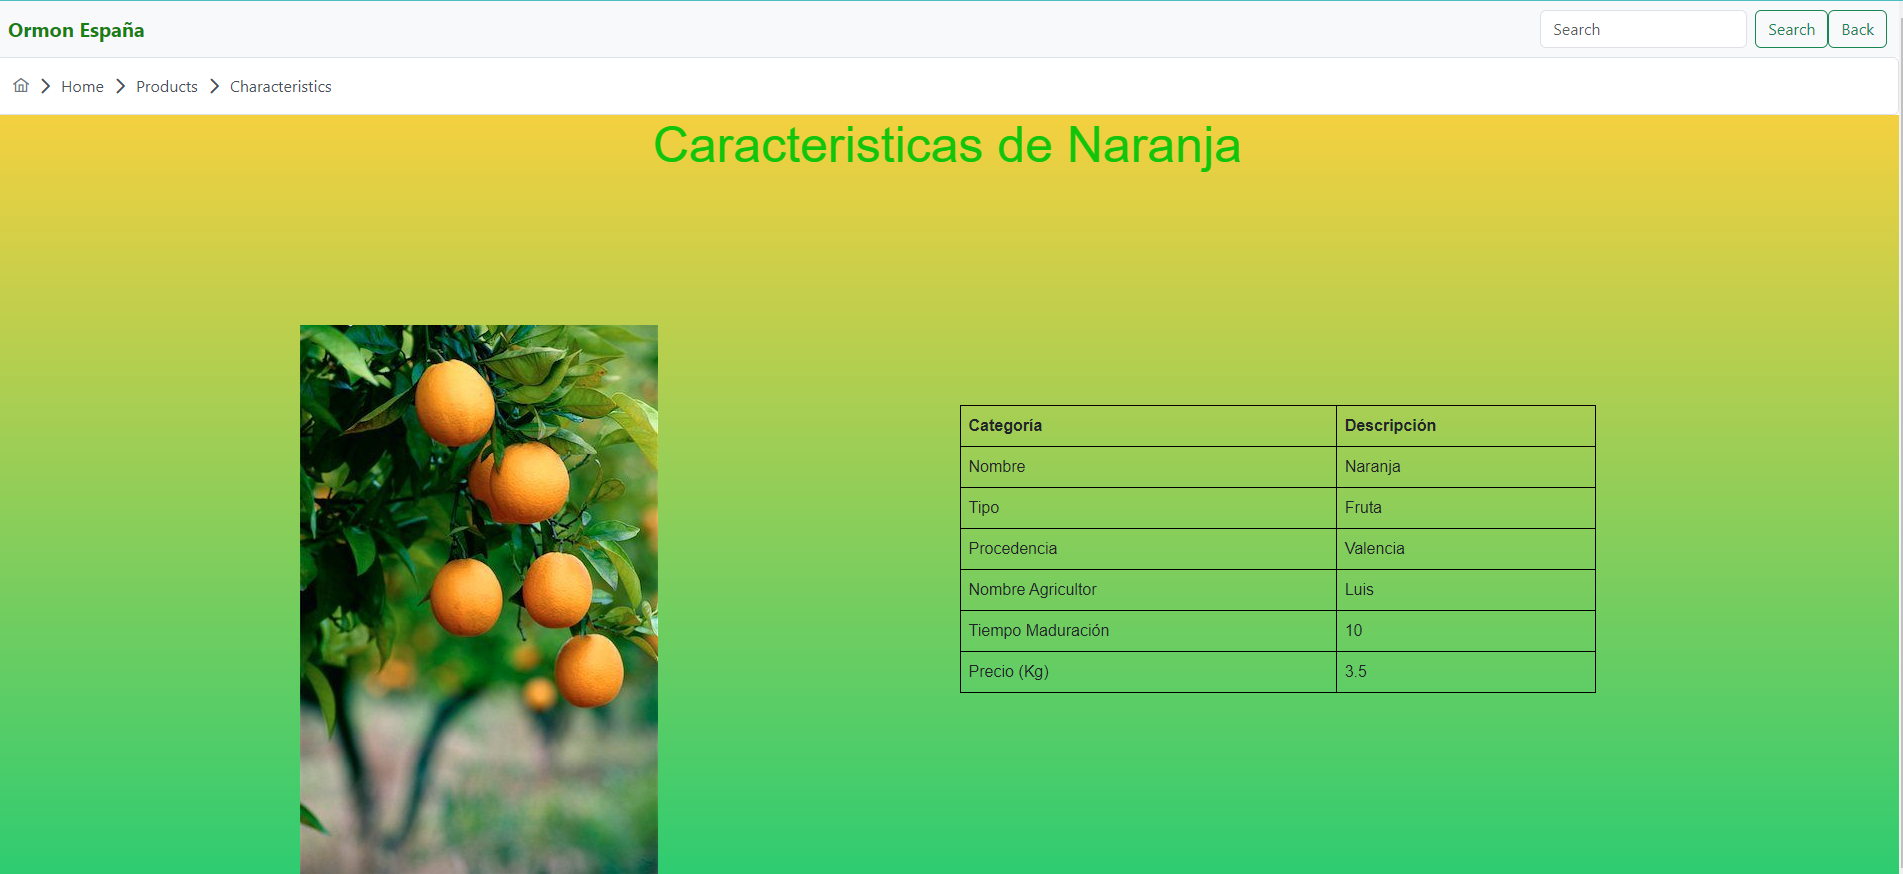 Ormon España
Search Search Back
Home Products Characteristics
Caracteristicas de Naranja
Categoría Descripción
Nombre Naranja
Tipo Fruta
Procedencia Valencia
Nombre Agricultor Luis
Tiempo Maduración 10
Precio (Kg) 3.5